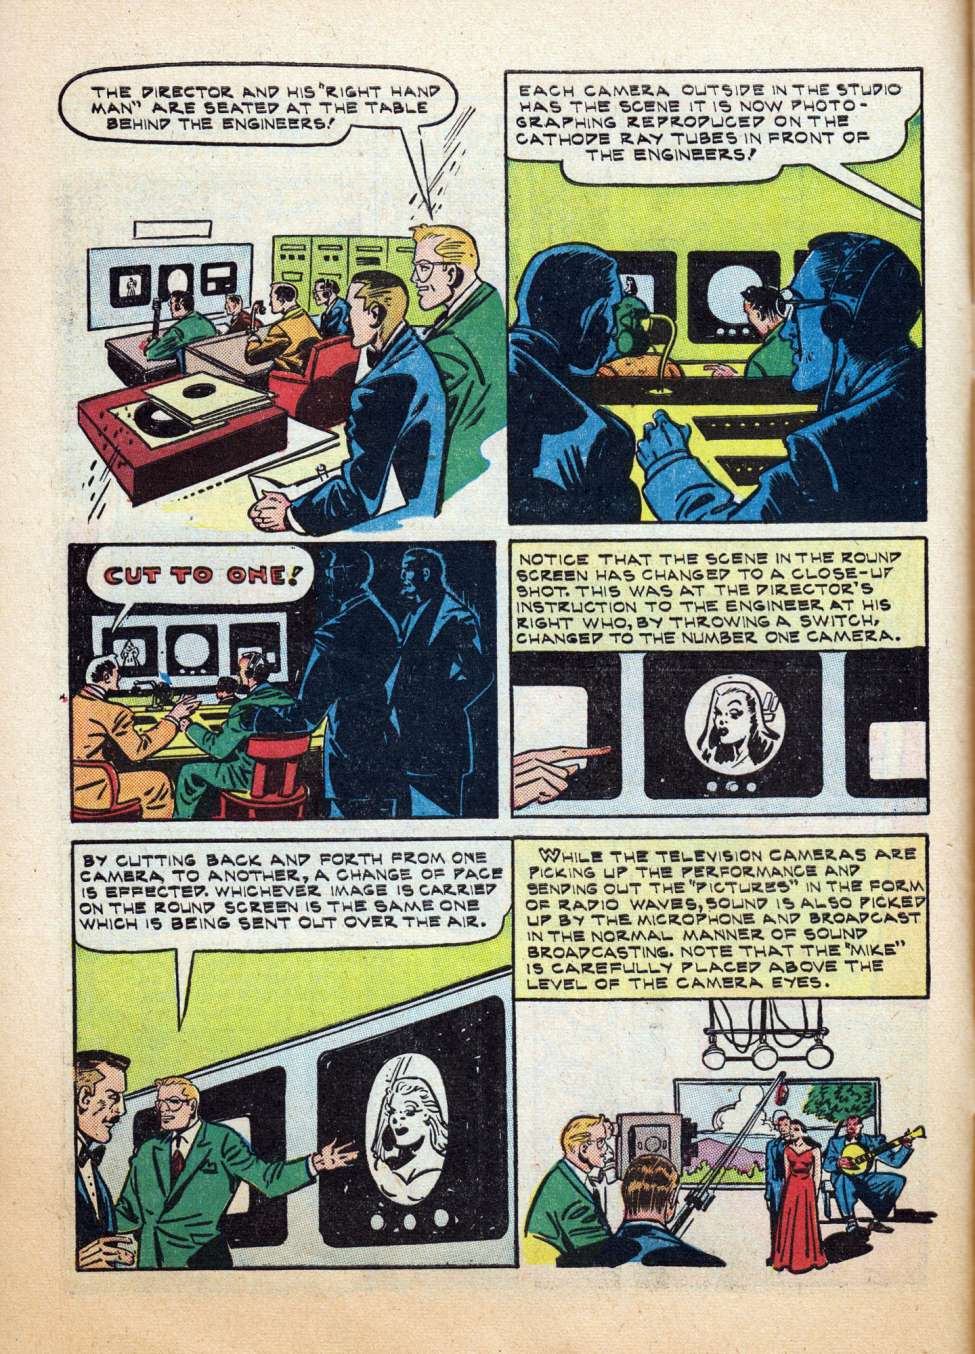 THE DIRECTOR AND HIS "RIGHT HAND
MAN" ARE SEATED AT THE TABLE
BEHIND THE ENGINEERS!
EACH CAMERA OUTSIDE IN THE STUDIO
HAS THE SCENE IT IS NOW PHOTO-
GRAPHING REPRODUCED ON THE
CATHODE RAY TUBES IN FRONT OF
THE ENGINEERS!
CUT TO ONE!
NOTICE THAT THE SCENE IN THE ROUND
SCREEN HAS CHANGED TO A CLOSE-UP
SHOT. THIS WAS AT THE DIRECTOR'S
INSTRUCTION TO THE ENGINEER AT HIS
RIGHT WHO, BY THROWING A SWITCH,
CHANGED TO THE NUMBER ONE CAMERA.
BY CUTTING BACK AND FORTH FROM ONE
CAMERA TO ANOTHER, A CHANGE OF PACE
IS EFFECTED. WHICHEVER IMAGE IS CARRIED
ON THE ROUND SCREEN IS THE SAME ONE
WHICH IS BEING SENT OUT OVER THE AIR.
WHILE THE TELEVISION CAMERAS ARE
PICKING UP THE PERFORMANCE AND
SENDING OUT THE "PICTURES" IN THE FORM
OF RADIO WAVES, SOUND IS ALSO PICKED
UP BY THE MICROPHONE AND BROADCAST
IN THE NORMAL MANNER OF SOUND
BROADCASTING. NOTE THAT THE "MIKE"
IS CAREFULLY PLACED ABOVE THE
LEVEL OF THE CAMERA EYES.